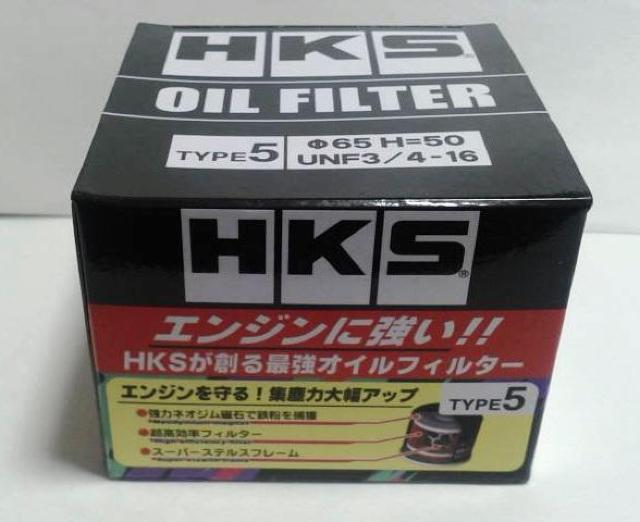 HKS®
OIL FILTER
TYPE5
Φ65 H=50
UNF3/4-16
HKS®
エンジンに強い!!
HKSが創る最強オイルフィルター
エンジンを守る!集塵力大幅アップ
●強力ネオジム磁石で鉄粉を捕獲
●超高効率フィルター
●スーパーステルスフレーム
TYPE5